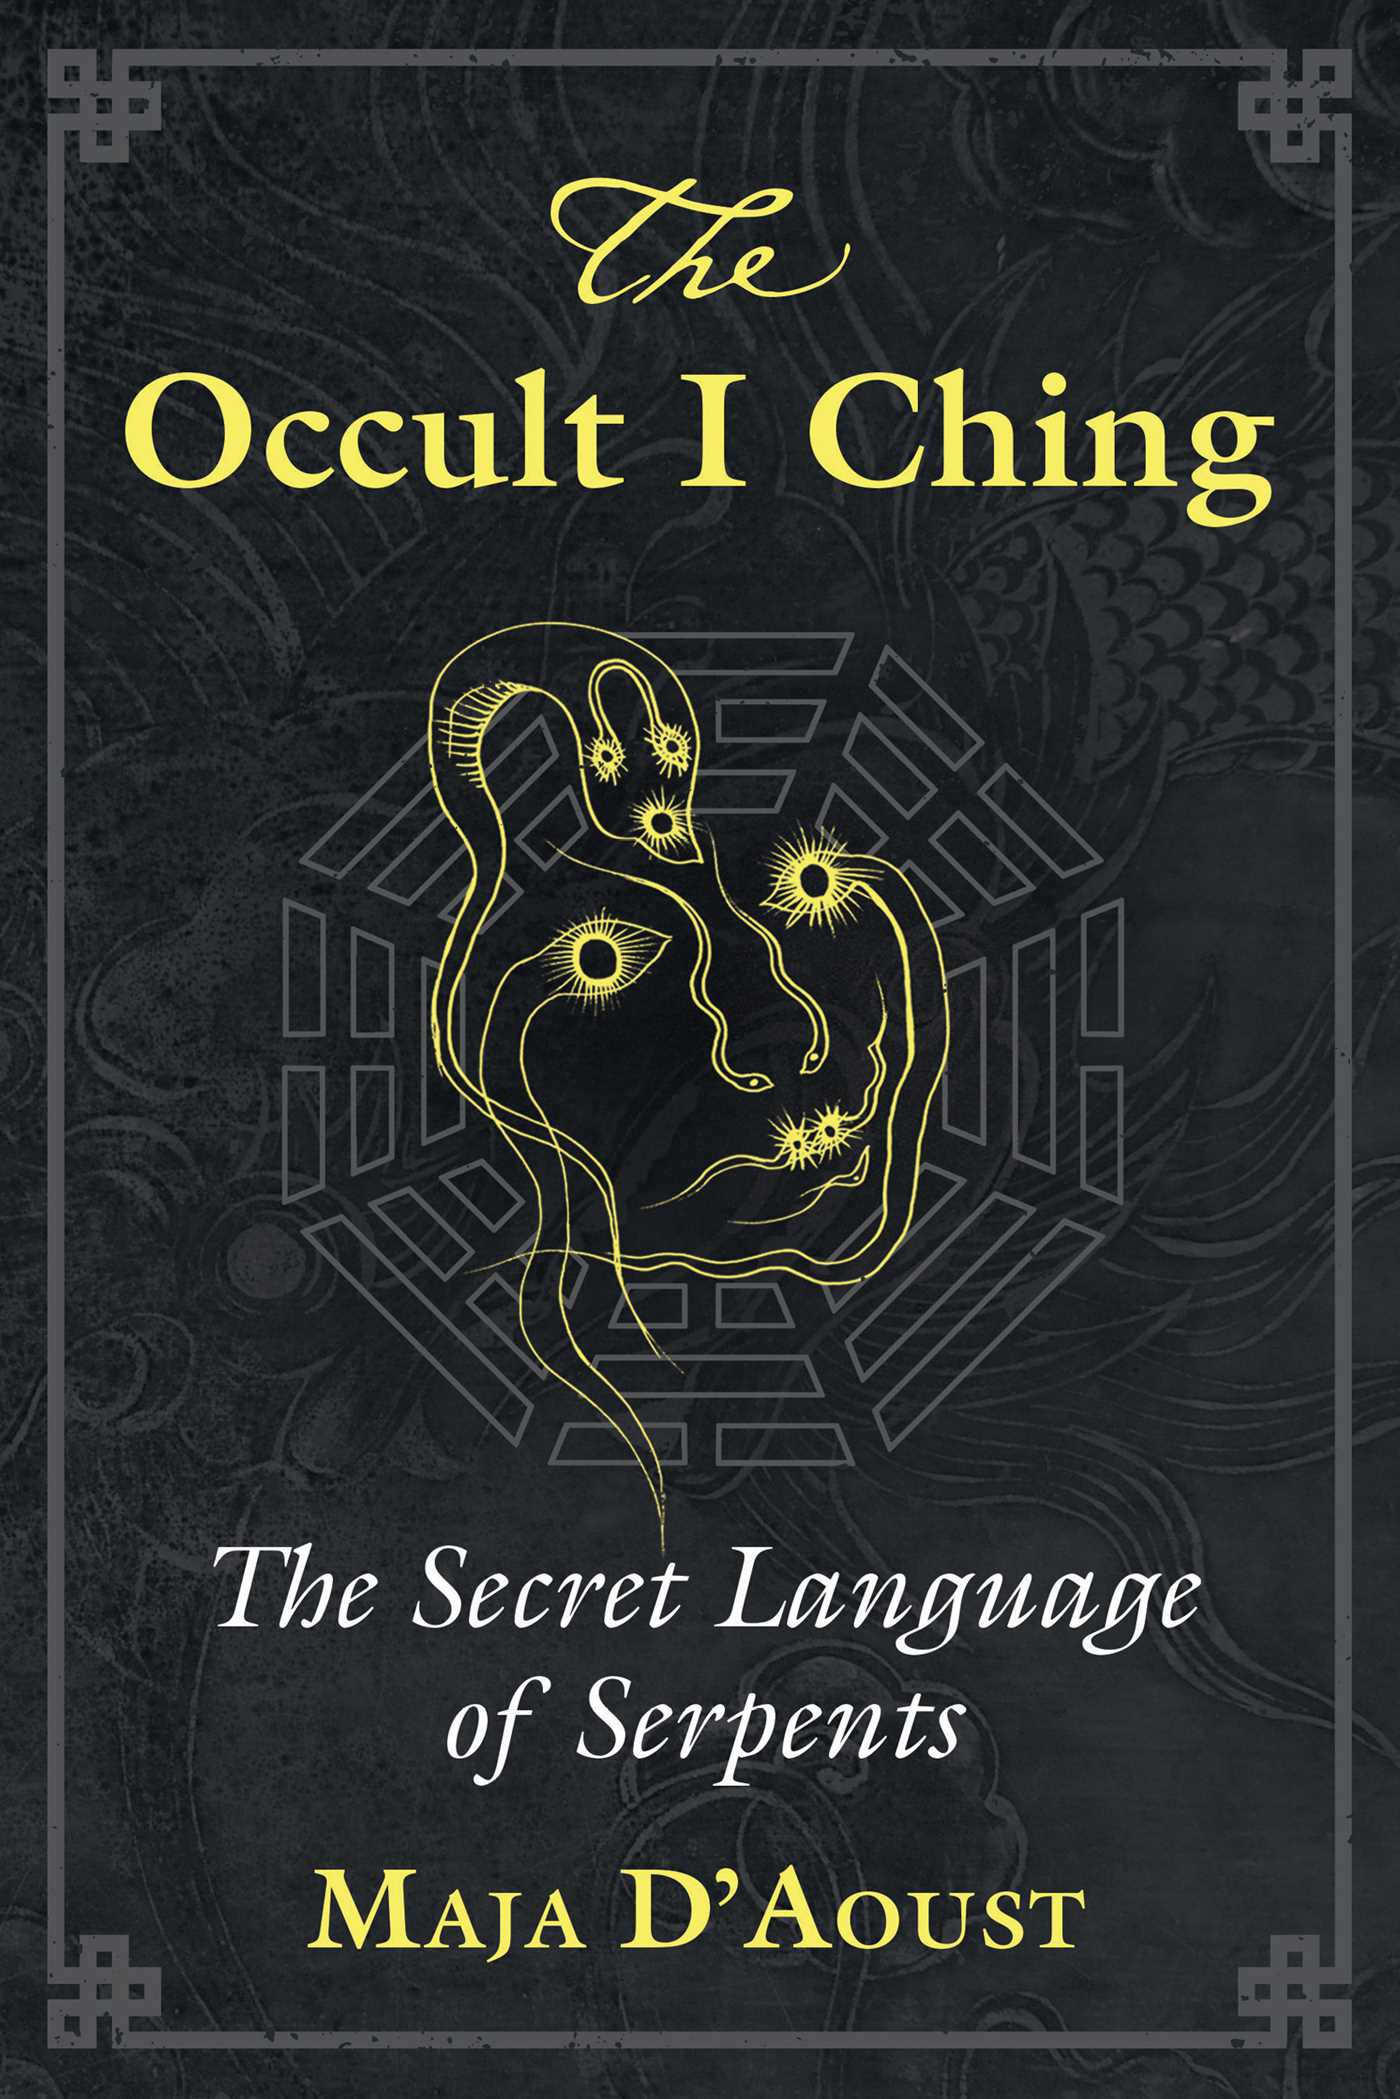 The
Occult I Ching
The Secret Language
of Serpents
Maja D’Aoust